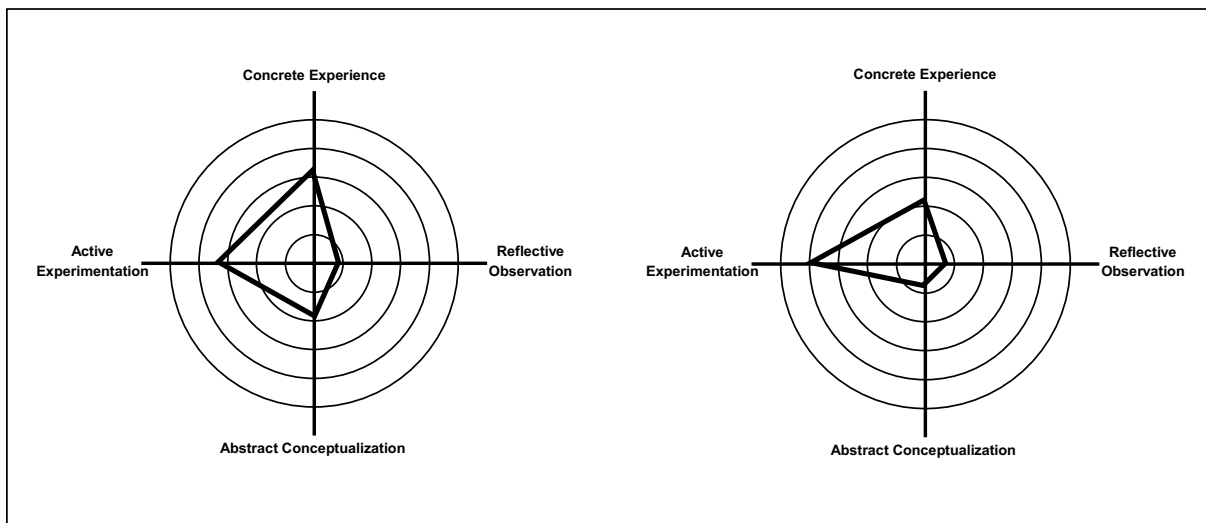 Concrete Experience
Active
Experimentation
Reflective
Observation
Abstract Conceptualization
Concrete Experience
Active
Experimentation
Reflective
Observation
Abstract Conceptualization